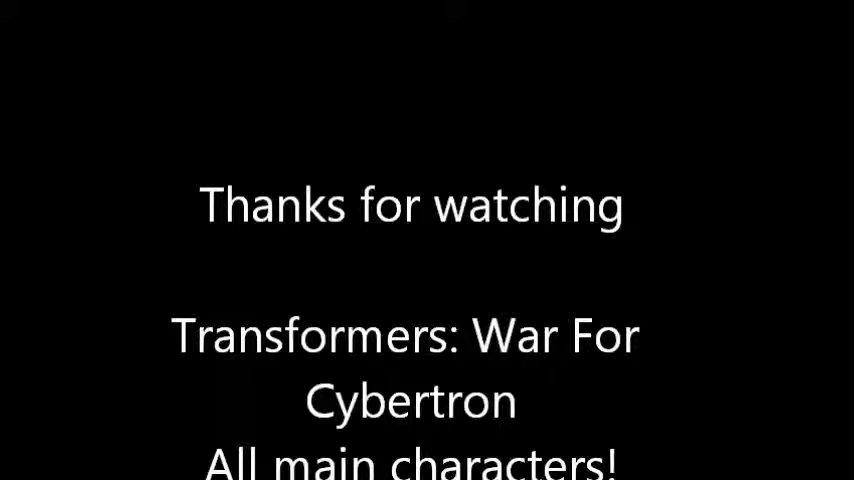 Thanks for watching
Transformers: War For
Cybertron
All main characters!